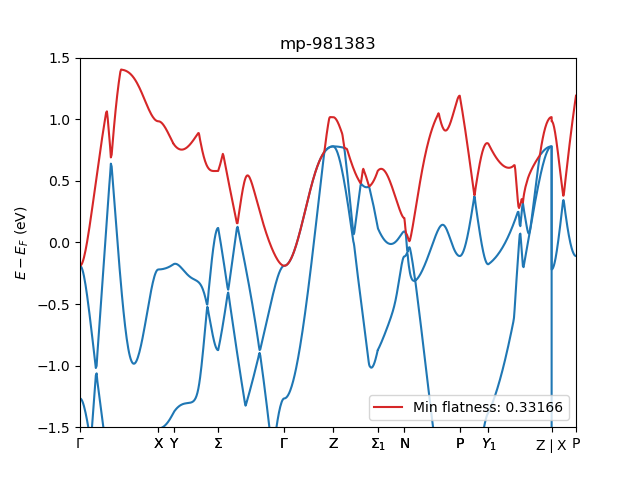 mp-981383
E − E_F (eV)
1.5
1.0
0.5
0.0
−0.5
−1.0
−1.5
Min flatness: 0.33166
Γ X Y Σ Γ Z Σ₁ N P Y₁ Z | X P